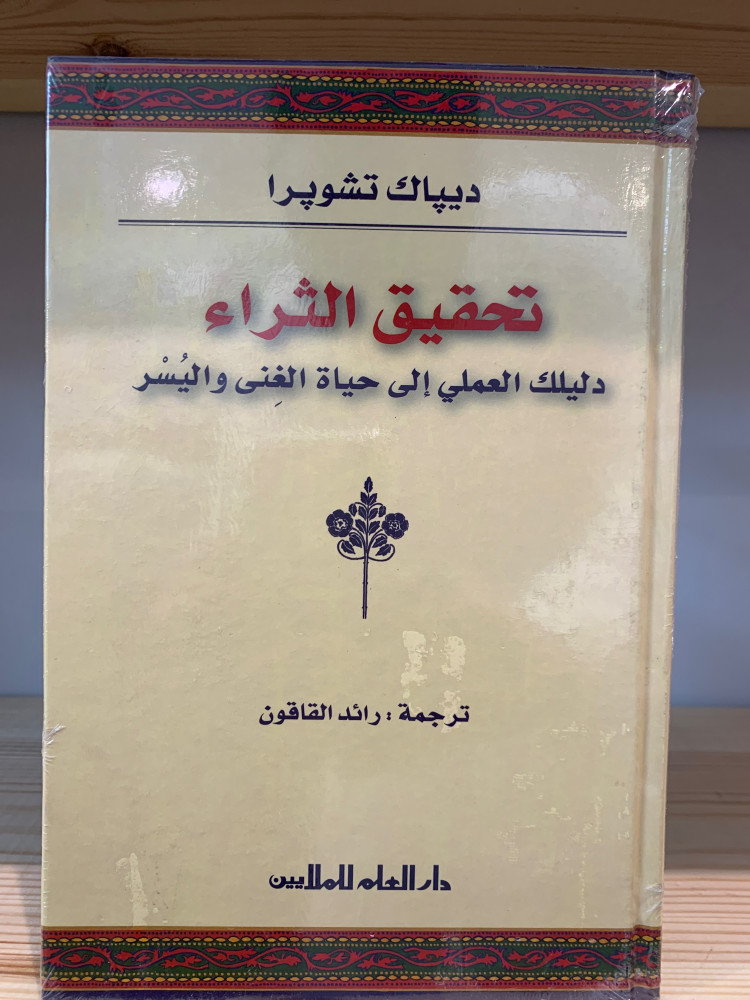 ديپاك تشوپرا
تحقيق الثراء
دليلك العملي إلى حياة الغِنى واليُسْر
ترجمة : رائد القاقون
دار العلم للملايين